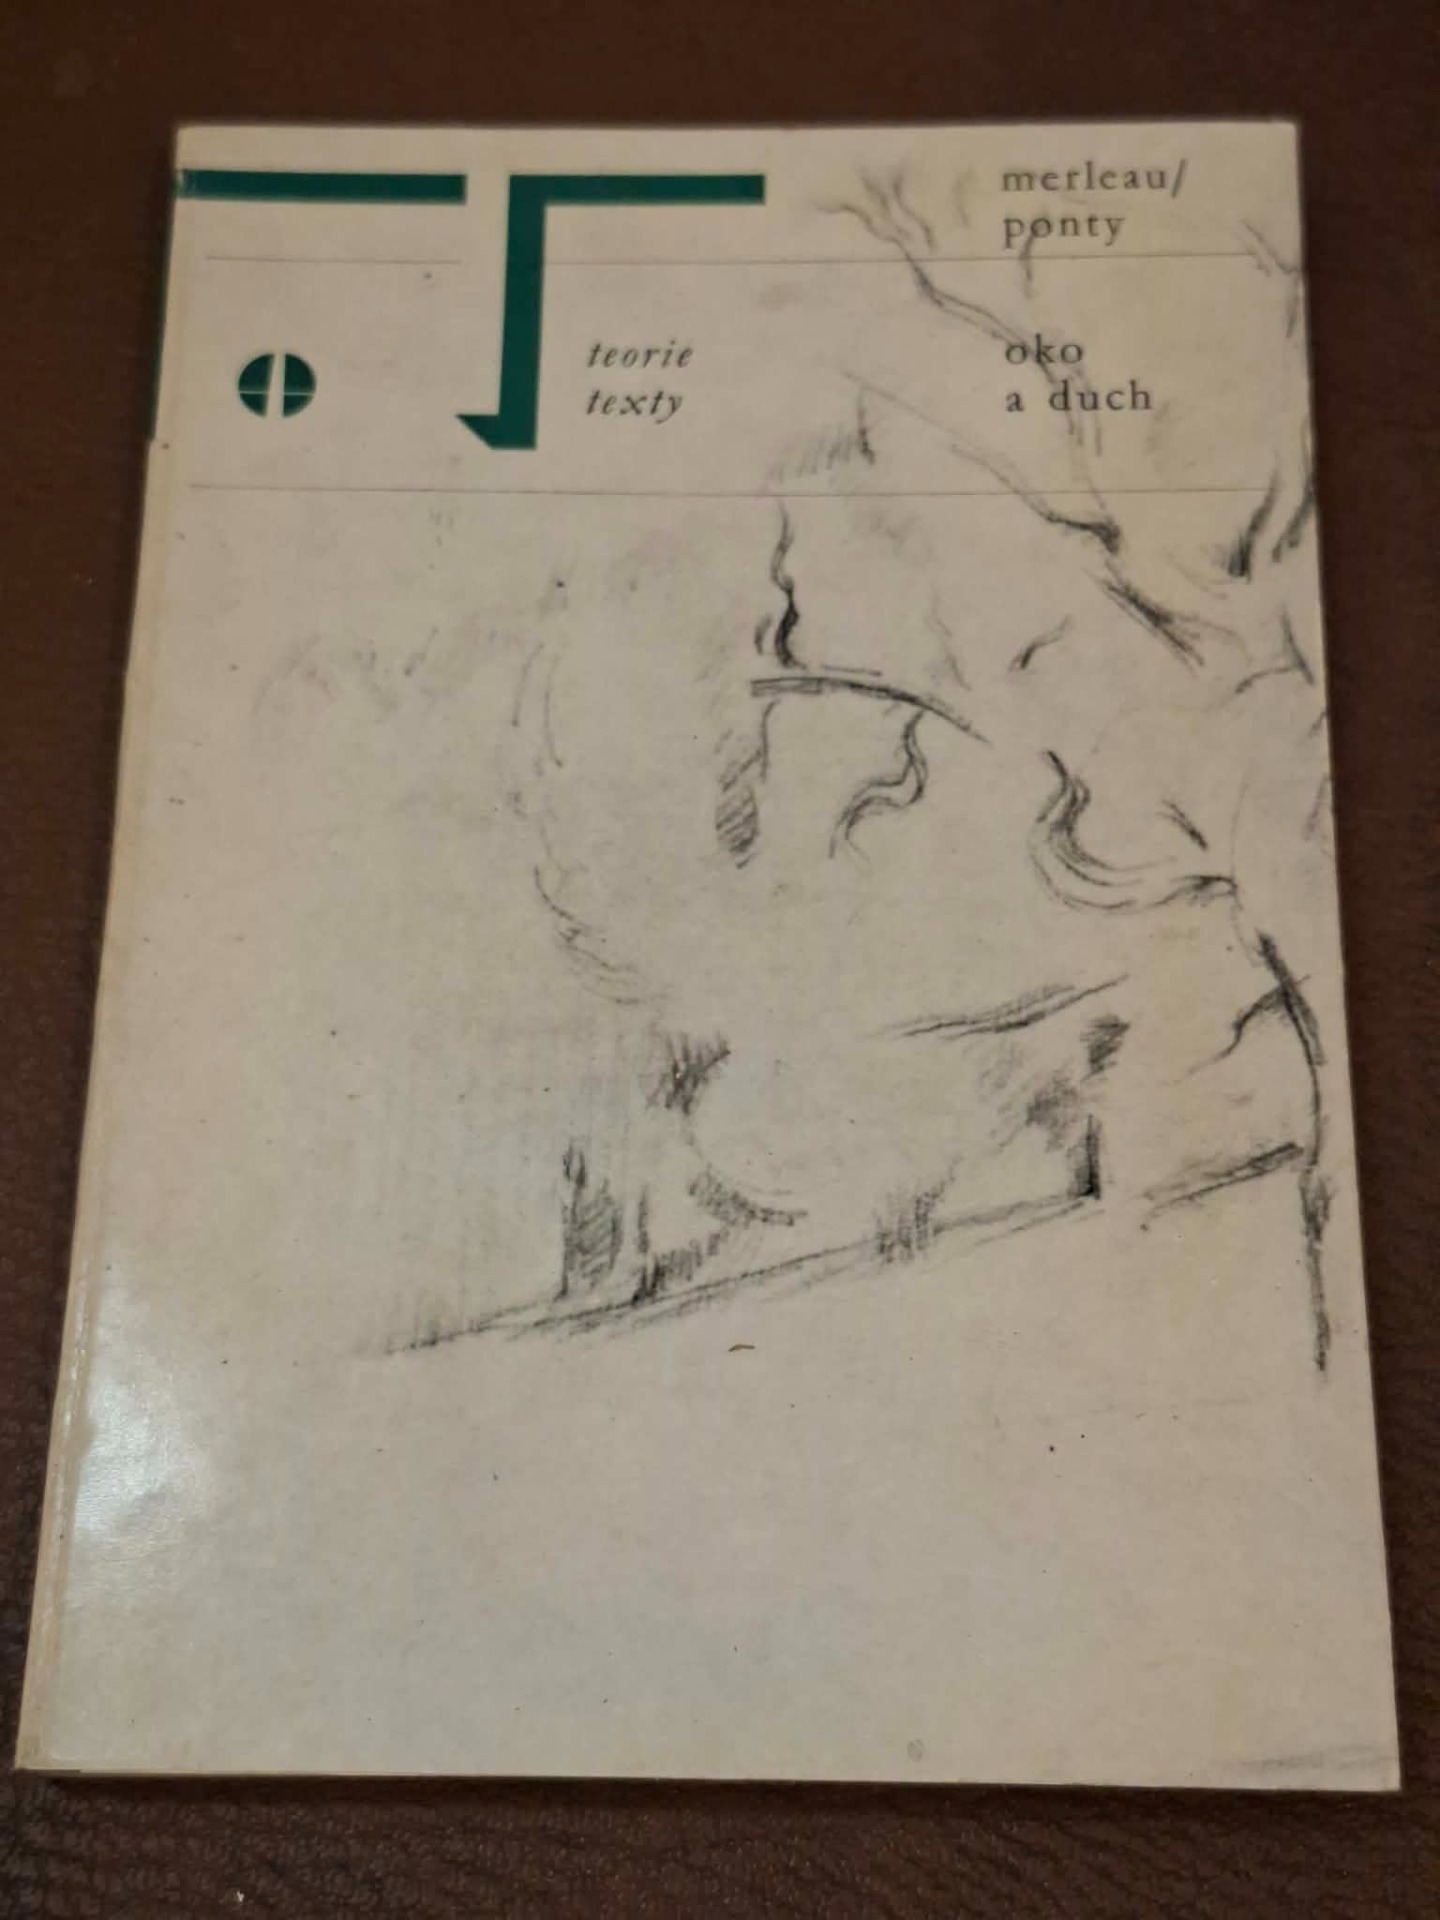 merleau/
ponty
teorie
texty
oko
a duch